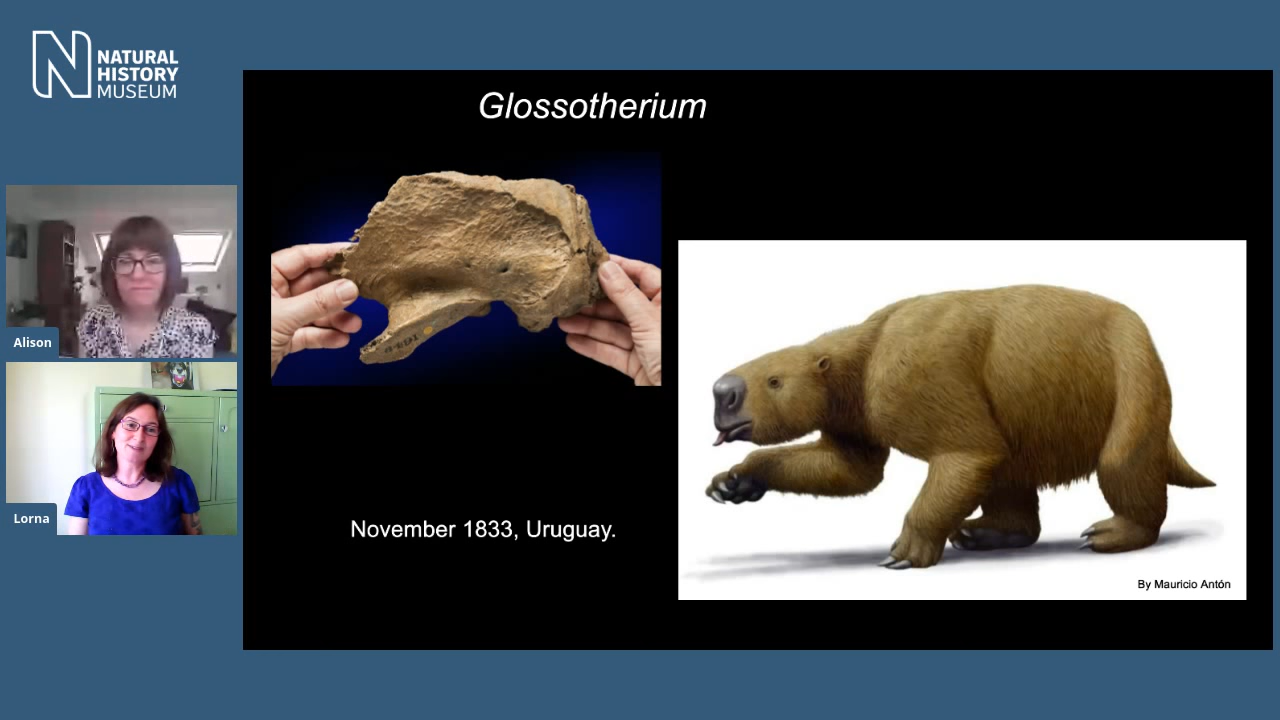 NATURAL
HISTORY
MUSEUM
Glossotherium
Alison
Lorna
November 1833, Uruguay.
By Mauricio Antón